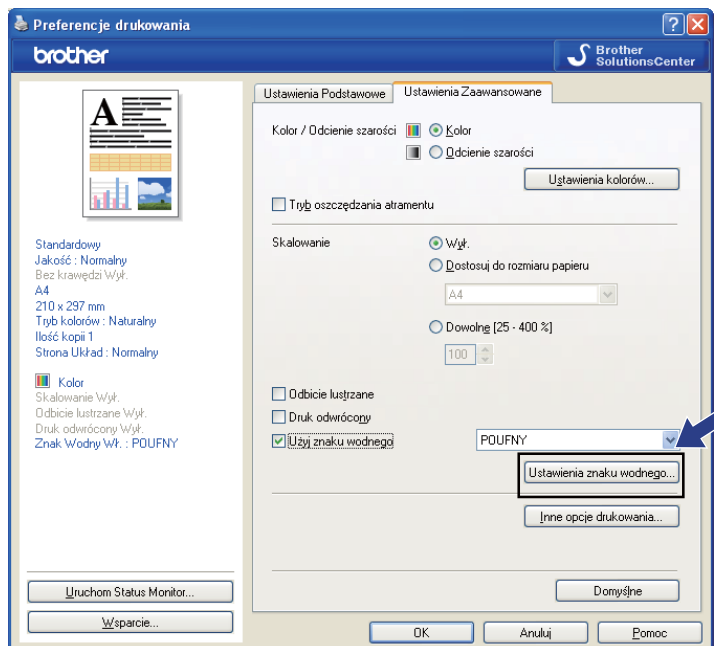 Preferencje drukowania
brother
Brother
SolutionsCenter
Ustawienia Podstawowe
Ustawienia Zaawansowane
A
Kolor / Odcienie szarości
Kolor
Odcienie szarości
Ustawienia kolorów...
Tryb oszczędzania atramentu
Skalowanie
Wył.
Dostosuj do rozmiaru papieru
A4
Dowolne [25 - 400 %]
100
Odbicie lustrzane
Druk odwrócony
Użyj znaku wodnego
POUFNY
Ustawienia znaku wodnego...
Inne opcje drukowania...
Domyślne
Standardowy
Jakość : Normalny
Bez krawędzi Wył.
A4
210 x 297 mm
Tryb kolorów : Naturalny
Ilość kopii 1
Strona Układ : Normalny
Kolor
Skalowanie Wył.
Odbicie lustrzane Wył.
Druk odwrócony Wył.
Znak Wodny Wł. : POUFNY
Uruchom Status Monitor...
Wsparcie...
OK
Anuluj
Pomoc